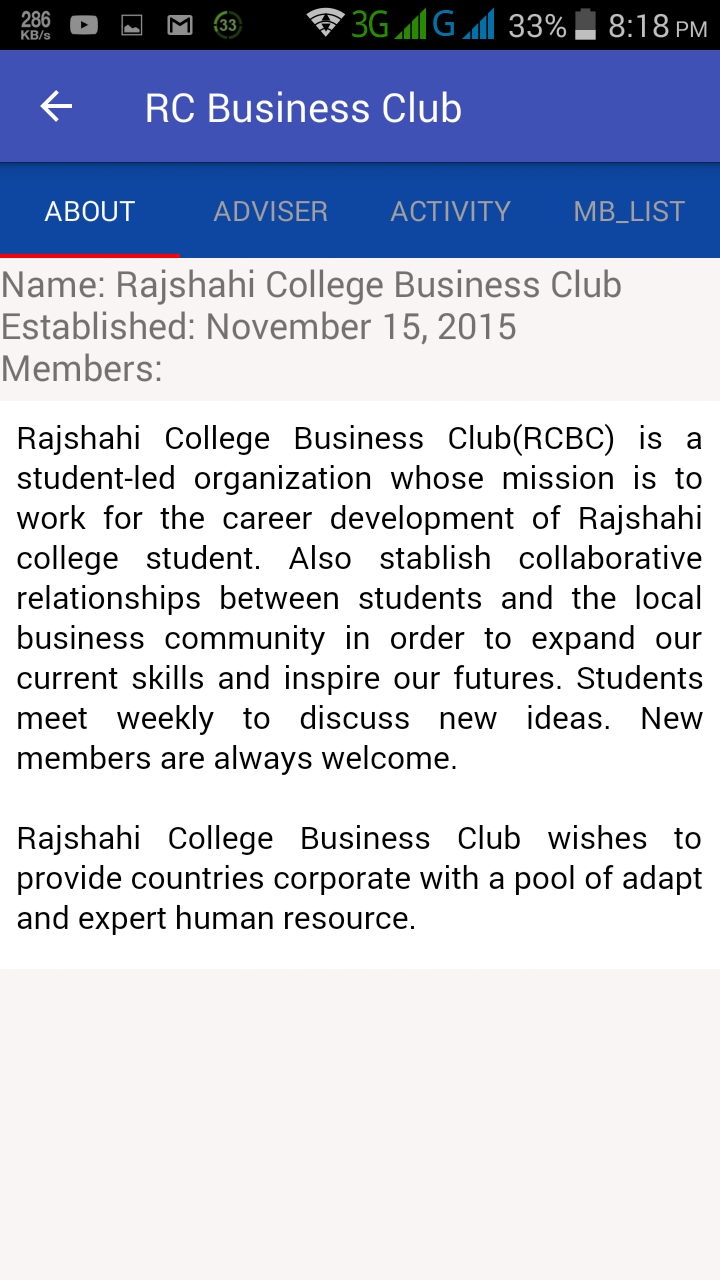 286
KB/s
33
3G
G
33%
8:18 PM
RC Business Club
ABOUT ADVISER ACTIVITY MB_LIST
Name: Rajshahi College Business Club
Established: November 15, 2015
Members:
Rajshahi College Business Club(RCBC) is a
student-led organization whose mission is to
work for the career development of Rajshahi
college student. Also stablish collaborative
relationships between students and the local
business community in order to expand our
current skills and inspire our futures. Students
meet weekly to discuss new ideas. New
members are always welcome.
Rajshahi College Business Club wishes to
provide countries corporate with a pool of adapt
and expert human resource.